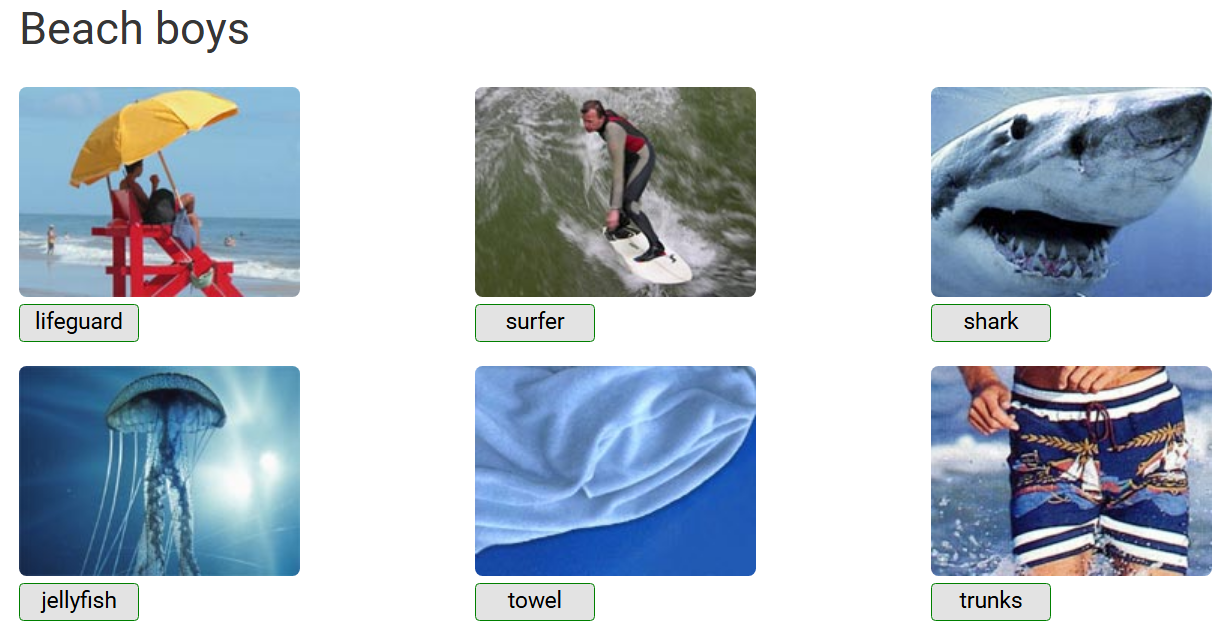 Beach boys
lifeguard
surfer
shark
jellyfish
towel
trunks